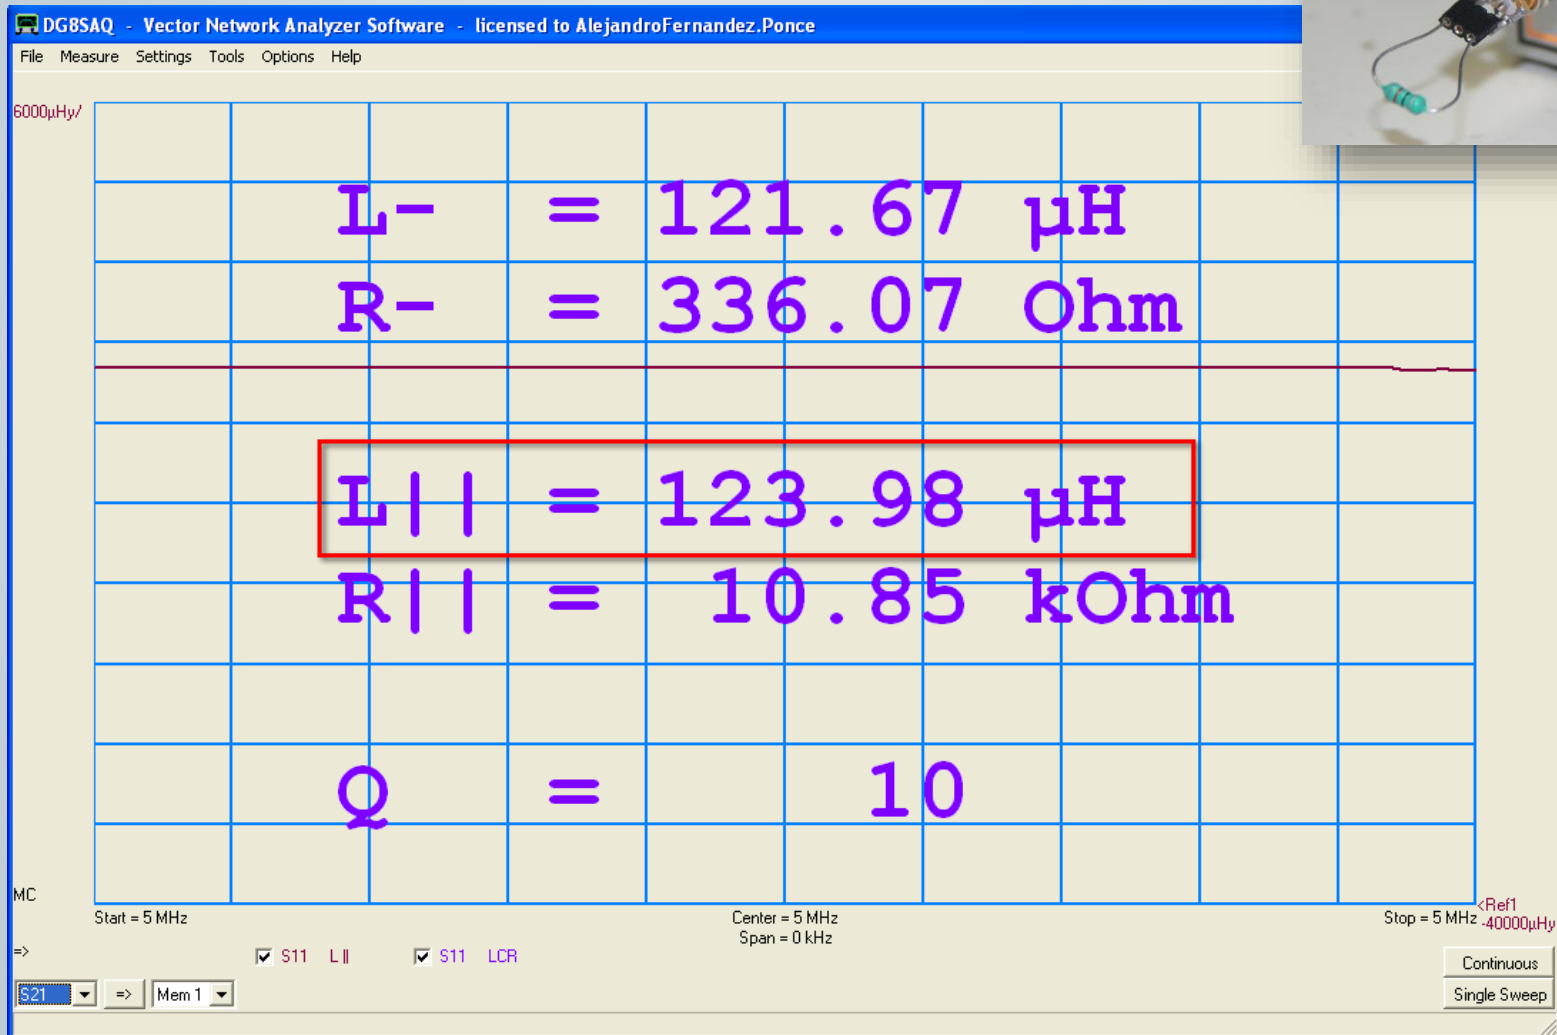 DG8SAQ - Vector Network Analyzer Software - licensed to AlejandroFernandez.Ponce
File Measure Settings Tools Options Help
6000µHy/
L- = 121.67 µH
R- = 336.07 Ohm
L|| = 123.98 µH
R|| = 10.85 kOhm
Q = 10
MC
<Ref1
Start = 5 MHz Center = 5 MHz Stop = 5 MHz -40000µHy
Span = 0 kHz
=> S11 L || S11 LCR
Continuous
S21 => Mem 1 Single Sweep